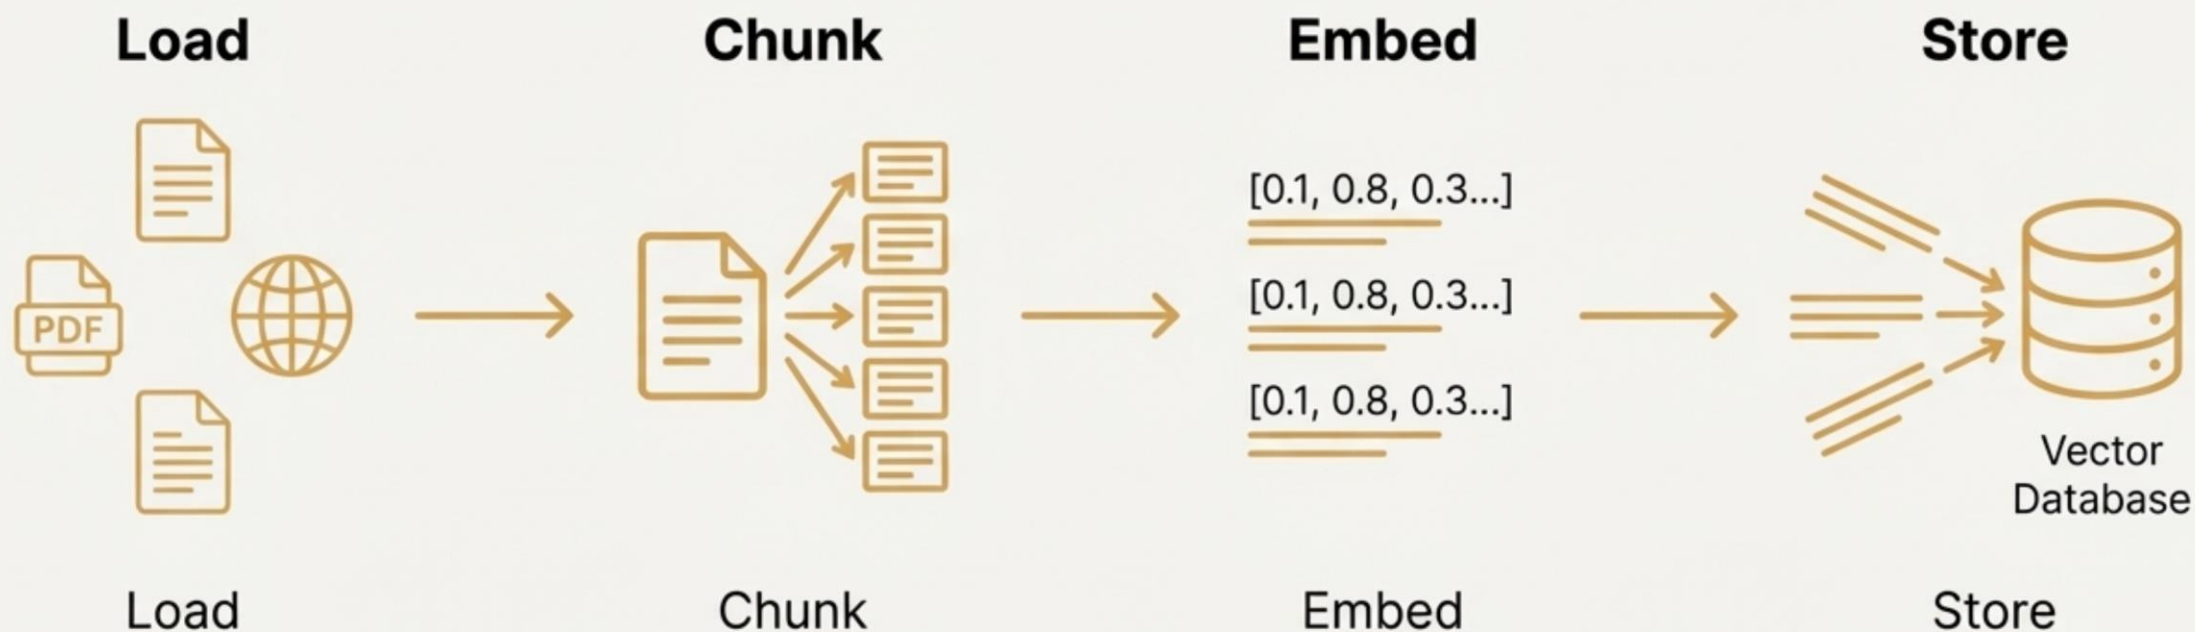 Load
Chunk
Embed
Store
PDF
[0.1, 0.8, 0.3...]
[0.1, 0.8, 0.3...]
[0.1, 0.8, 0.3...]
Vector
Database
Load
Chunk
Embed
Store